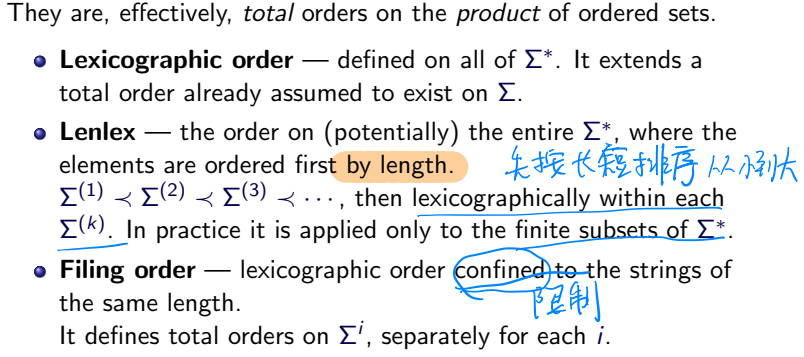 They are, effectively, total orders on the product of ordered sets.
Lexicographic order — defined on all of Σ*. It extends a
total order already assumed to exist on Σ.
Lenlex — the order on (potentially) the entire Σ*, where the
elements are ordered first by length.
先按长短排序 从小到大
Σ^(1) ≺ Σ^(2) ≺ Σ^(3) ≺ ⋯, then lexicographically within each
Σ^(k). In practice it is applied only to the finite subsets of Σ*.
Filing order — lexicographic order confined to the strings of
the same length.
限制
It defines total orders on Σ^i, separately for each i.